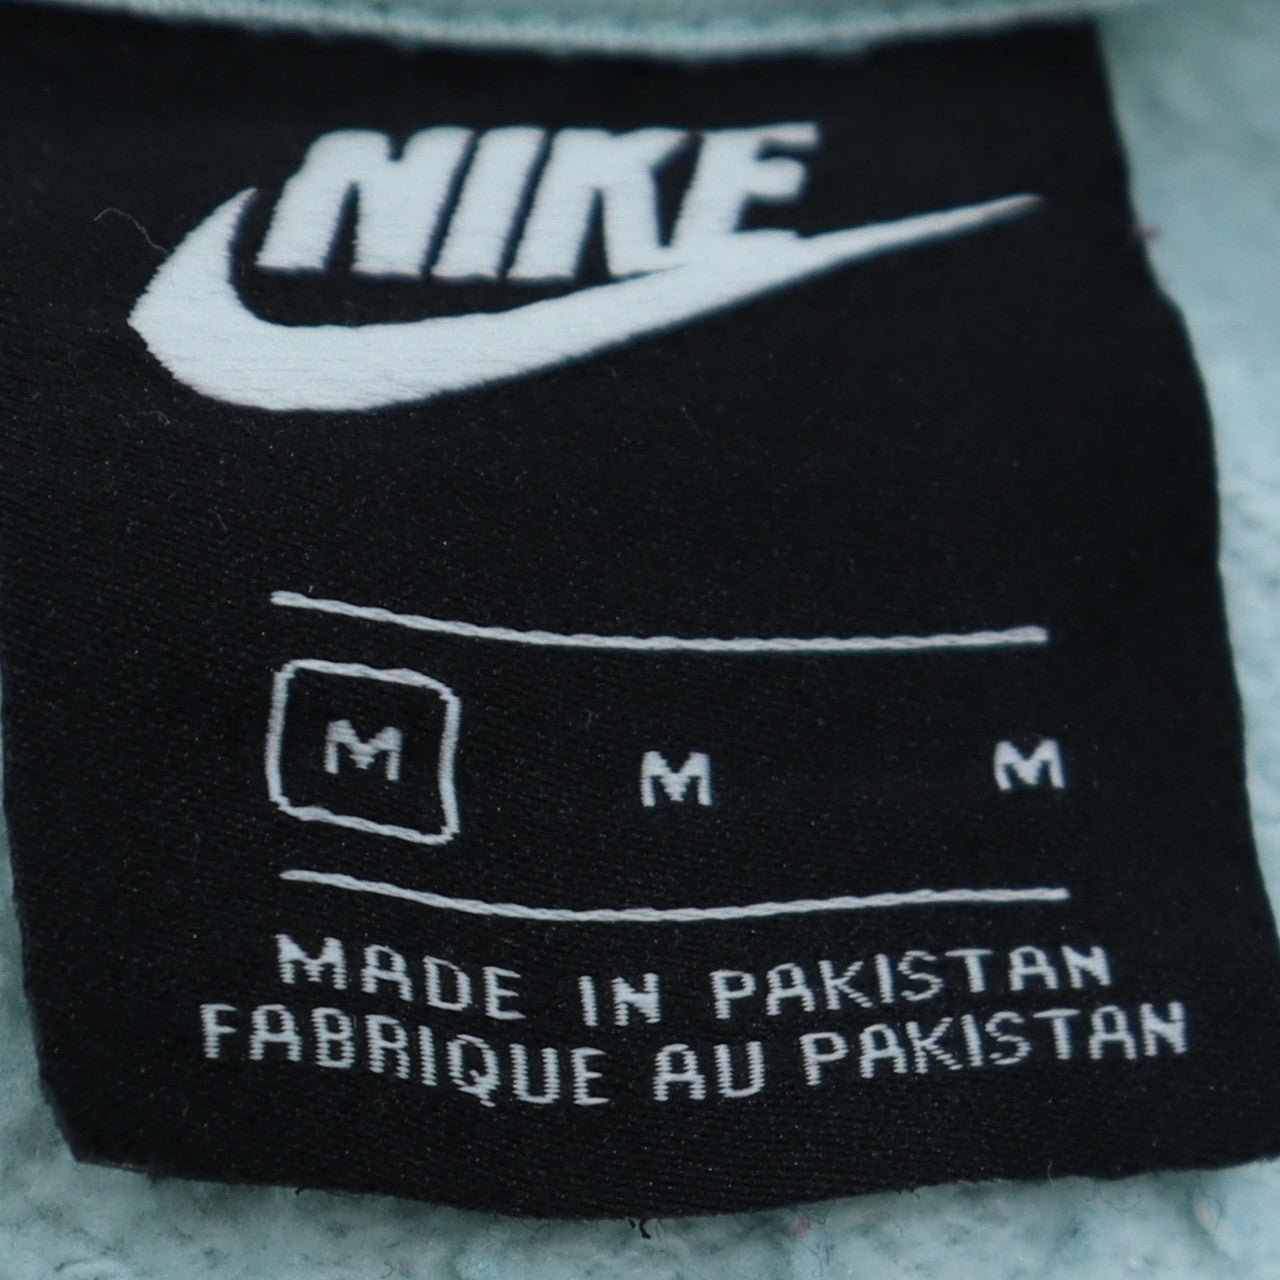 NIKE
M M M
MADE IN PAKISTAN
FABRIQUE AU PAKISTAN